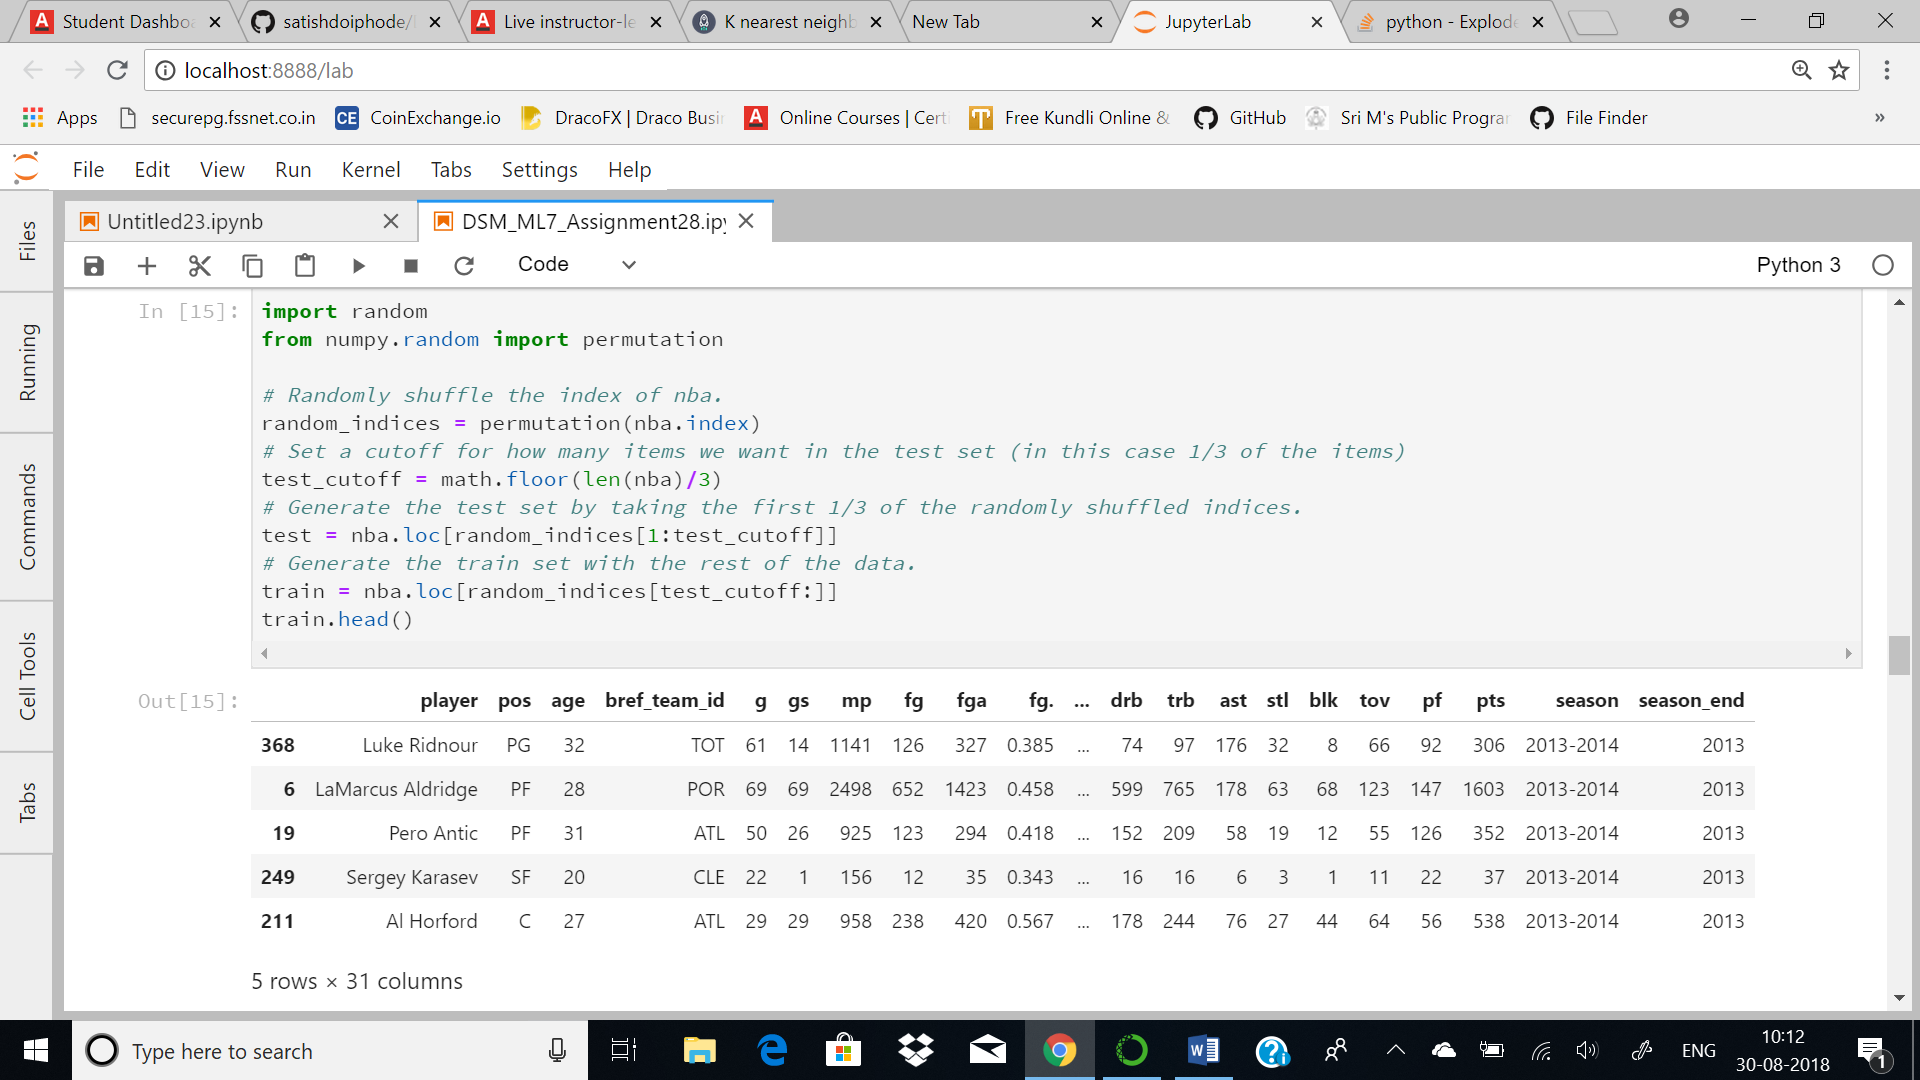 Student Dashbo
satishdoiphode/
Live instructor-le
K nearest neighb
New Tab
JupyterLab
python - Explode
localhost:8888/lab
Apps
securepg.fssnet.co.in
CE CoinExchange.io
DracoFX | Draco Busi
Online Courses | Certi
Free Kundli Online &
GitHub
Sri M's Public Progra
File Finder
»
File Edit View Run Kernel Tabs Settings Help
Files
Running
Commands
Cell Tools
Tabs
Untitled23.ipynb
DSM_ML7_Assignment28.ipy
Code
Python 3
In [15]:
import random
from numpy.random import permutation
# Randomly shuffle the index of nba.
random_indices = permutation(nba.index)
# Set a cutoff for how many items we want in the test set (in this case 1/3 of the items)
test_cutoff = math.floor(len(nba)/3)
# Generate the test set by taking the first 1/3 of the randomly shuffled indices.
test = nba.loc[random_indices[1:test_cutoff]]
# Generate the train set with the rest of the data.
train = nba.loc[random_indices[test_cutoff:]]
train.head()
Out[15]:
player pos age bref_team_id g gs mp fg fga fg. ... drb trb ast stl blk tov pf pts season season_end
368 Luke Ridnour PG 32 TOT 61 14 1141 126 327 0.385 ... 74 97 176 32 8 66 92 306 2013-2014 2013
6 LaMarcus Aldridge PF 28 POR 69 69 2498 652 1423 0.458 ... 599 765 178 63 68 123 147 1603 2013-2014 2013
19 Pero Antic PF 31 ATL 50 26 925 123 294 0.418 ... 152 209 58 19 12 55 126 352 2013-2014 2013
249 Sergey Karasev SF 20 CLE 22 1 156 12 35 0.343 ... 16 16 6 3 1 11 22 37 2013-2014 2013
211 Al Horford C 27 ATL 29 29 958 238 420 0.567 ... 178 244 76 27 44 64 56 538 2013-2014 2013
5 rows × 31 columns
Type here to search
ENG
10:12
30-08-2018
1